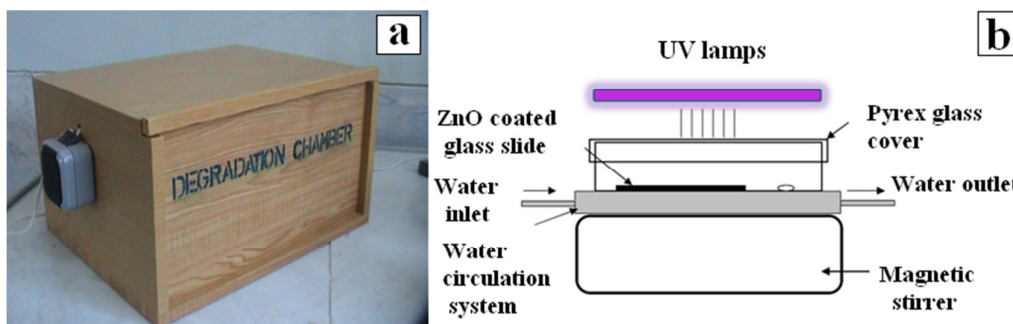 a
DEGRADATION CHAMBER
b
UV lamps
ZnO coated
glass slide
Pyrex glass
cover
Water
inlet
Water outlet
Water
circulation
system
Magnetic
stirrer